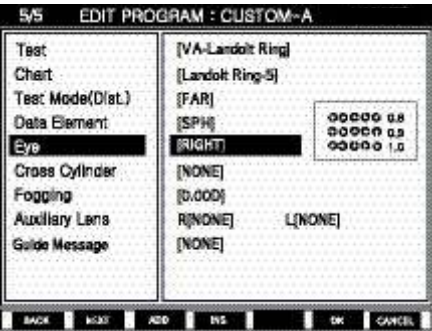 5/5 EDIT PROGRAM : CUSTOM-A
Test [VA-Landolt Ring]
Chart [Landolt Ring-5]
Test Mode(Dist.) [FAR]
Data Element [SPH]
Eye [RIGHT]
0.8
0.9
1.0
Cross Cylinder [NONE]
Fogging [0.00D]
Auxiliary Lens R[NONE] L[NONE]
Guide Message [NONE]
BACK NEXT ADD INS. OK CANCEL